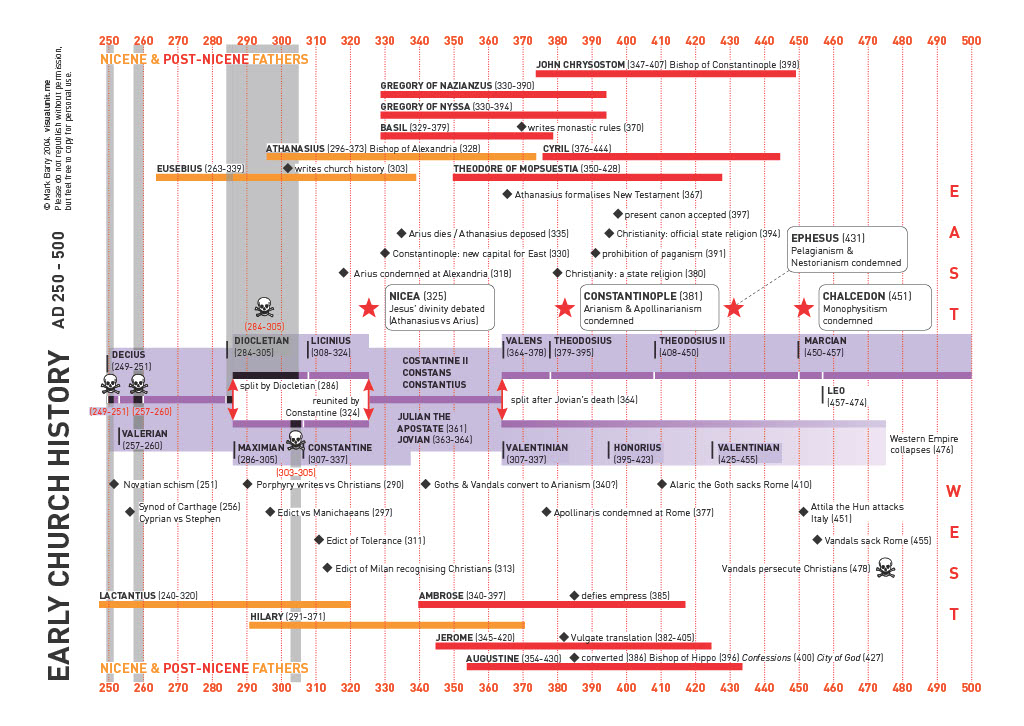 250 260 270 280 290 300 310 320 330 340 350 360 370 380 390 400 410 420 430 440 450 460 470 480 490 500
NICENE & POST-NICENE FATHERS
JOHN CHRYSOSTOM (347-407) Bishop of Constantinople (398)
GREGORY OF NAZIANZUS (330-390)
GREGORY OF NYSSA (330-394)
BASIL (329-379)
writes monastic rules (370)
ATHANASIUS (296-373) Bishop of Alexandria (328)
CYRIL (376-444)
EUSEBIUS (263-339)
writes church history (303)
THEODORE OF MOPSUESTIA (350-428)
Athanasius formalises New Testament (367)
present canon accepted (397)
Arius dies / Athanasius deposed (335)
Christianity: official state religion (394)
Constantinople: new capital for East (330)
prohibition of paganism (391)
Arius condemned at Alexandria (318)
Christianity: a state religion (380)
EPHESUS (431)
Pelagianism &
Nestorianism condemned
NICEA (325)
Jesus' divinity debated
(Athanasius vs Arius)
CONSTANTINOPLE (381)
Arianism & Apollinarianism
condemned
CHALCEDON (451)
Monophysitism
condemned
EAST
(284-305)
DECIUS
(249-251)
DIOCLETIAN
(284-305)
LICINIUS
(308-324)
COSTANTINE II
CONSTANS
CONSTANTIUS
VALENS
(364-378)
THEODOSIUS
(379-395)
THEODOSIUS II
(408-450)
MARCIAN
(450-457)
LEO
(457-474)
split by Diocletian (286)
reunited by
Constantine (324)
split after Jovian's death (364)
(249-251)
(257-260)
VALERIAN
(257-260)
MAXIMIAN
(286-305)
CONSTANTINE
(307-337)
(303-305)
JULIAN THE
APOSTATE (361)
JOVIAN (363-364)
VALENTINIAN
(307-337)
HONORIUS
(395-423)
VALENTINIAN
(425-455)
Western Empire
collapses (476)
Novatian schism (251)
Porphyry writes vs Christians (290)
Goths & Vandals convert to Arianism (340?)
Alaric the Goth sacks Rome (410)
Synod of Carthage (256)
Cyprian vs Stephen
Edict vs Manichaeans (297)
Apollinaris condemned at Rome (377)
Attila the Hun attacks
Italy (451)
Edict of Tolerance (311)
Vandals sack Rome (455)
Edict of Milan recognising Christians (313)
Vandals persecute Christians (478)
WEST
LACTANTIUS (240-320)
AMBROSE (340-397)
defies empress (385)
HILARY (291-371)
JEROME (345-420)
Vulgate translation (382-405)
AUGUSTINE (354-430)
converted (386) Bishop of Hippo (396) Confessions (400) City of God (427)
NICENE & POST-NICENE FATHERS
250 260 270 280 290 300 310 320 330 340 350 360 370 380 390 400 410 420 430 440 450 460 470 480 490 500
EARLY CHURCH HISTORY AD 250 - 500
© Mark Barry 2004. visualunit.me
Please do not republish without permission,
but feel free to copy for personal use.